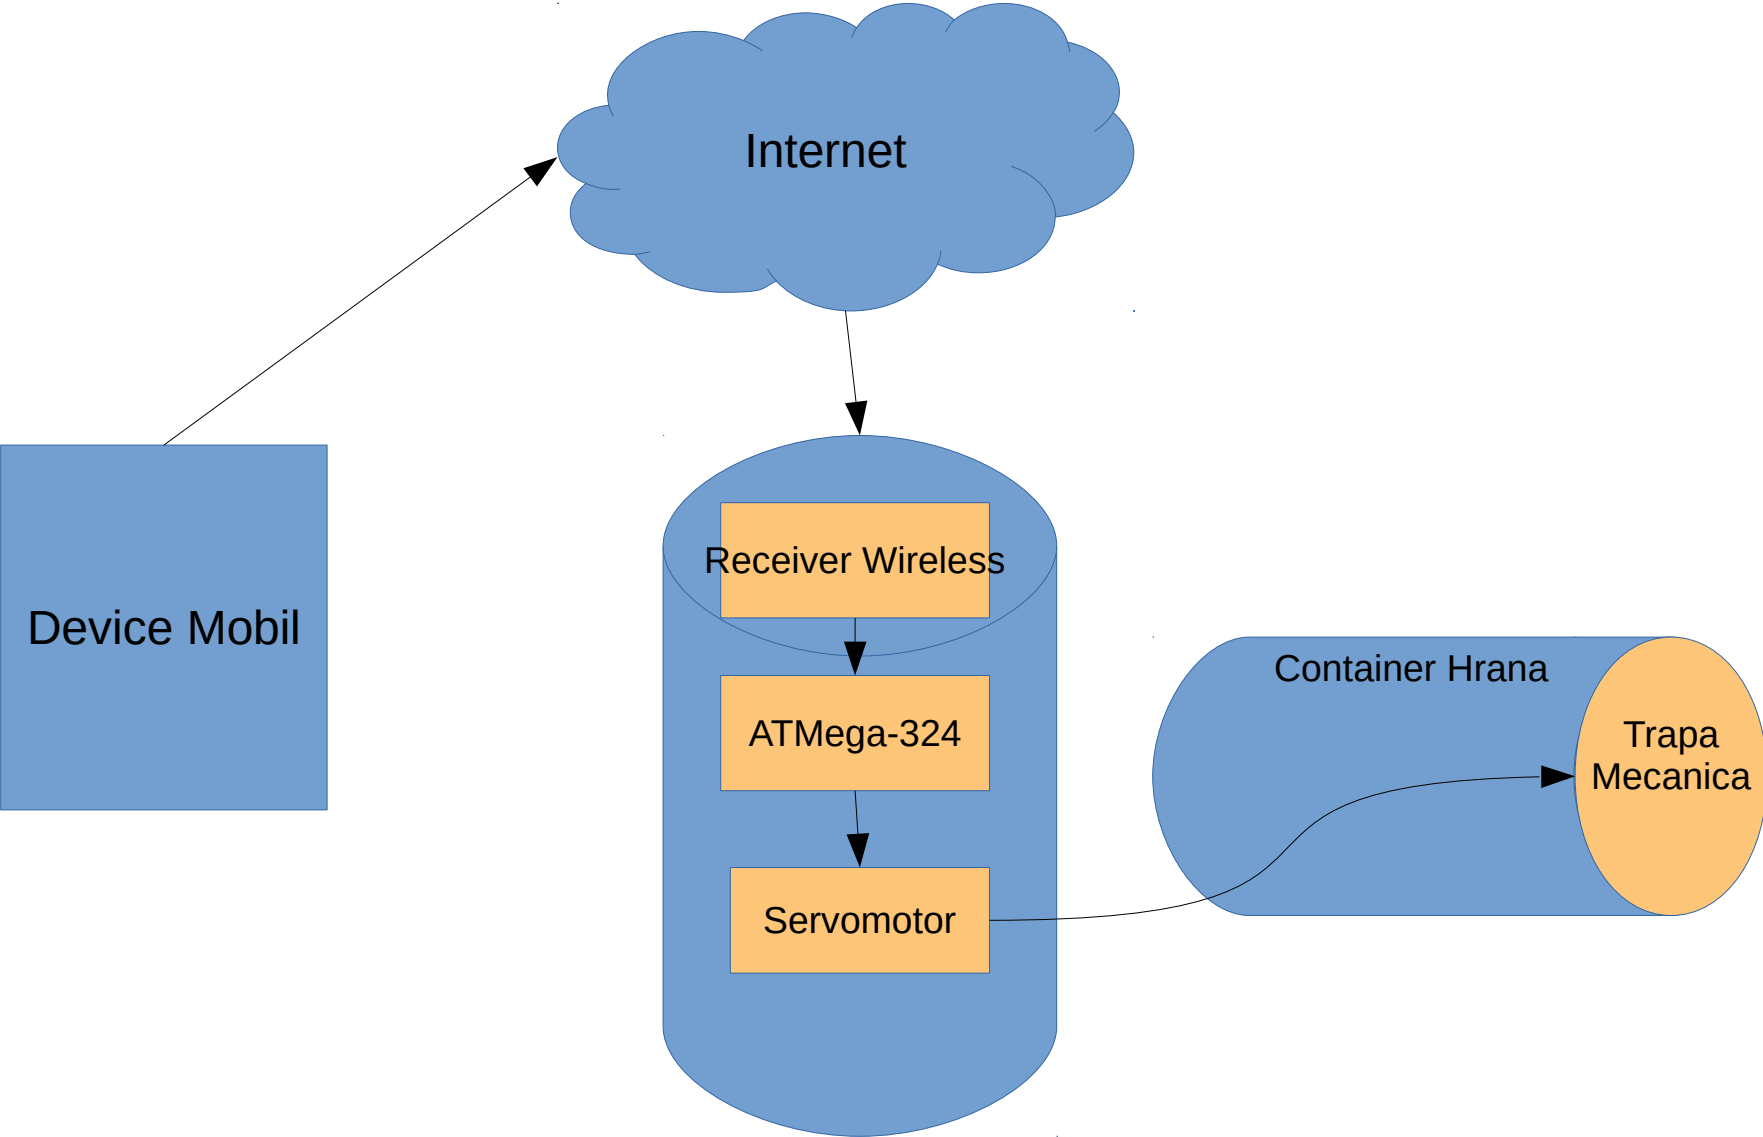 Internet
Device Mobil
Receiver Wireless
ATMega-324
Servomotor
Container Hrana
Trapa
Mecanica